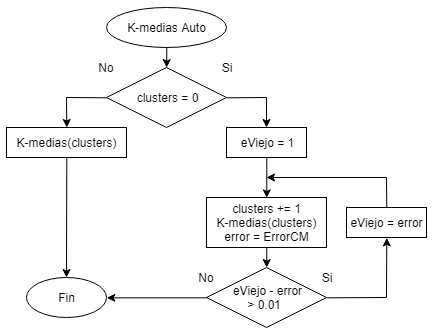 K-medias Auto
No
Si
clusters = 0
K-medias(clusters)
eViejo = 1
clusters += 1
K-medias(clusters)
error = ErrorCM
eViejo = error
No
Si
eViejo - error
> 0.01
Fin